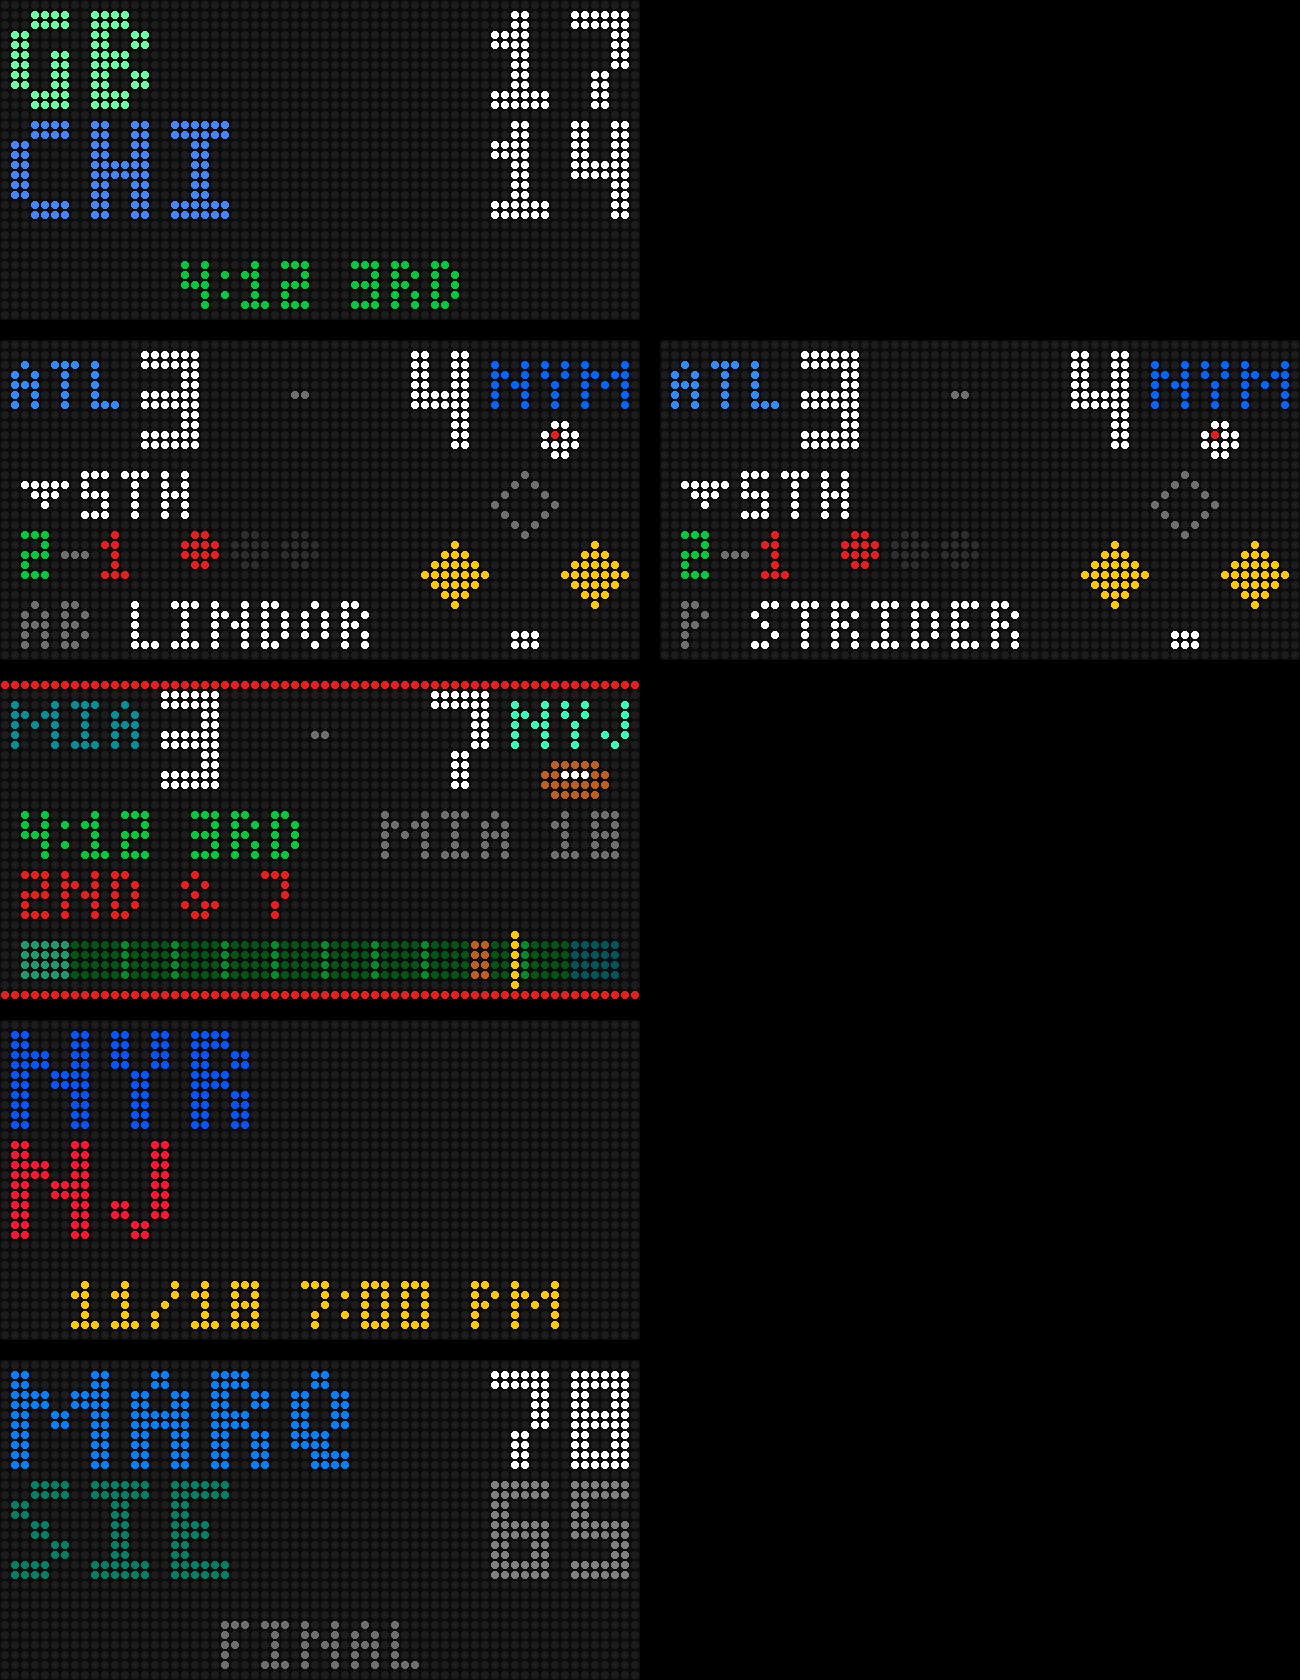 GB 17
CHI 14
4:12 3RD
ATL 3 - 4 NYM
▼5TH
2-1
AB LINDOR
ATL 3 - 4 NYM
▼5TH
2-1
P STRIDER
MIA 3 - 7 NYJ
4:12 3RD MIA 18
2ND & 7
NYR
NJ
11/18 7:00 PM
MARQ 78
SIE 65
FINAL